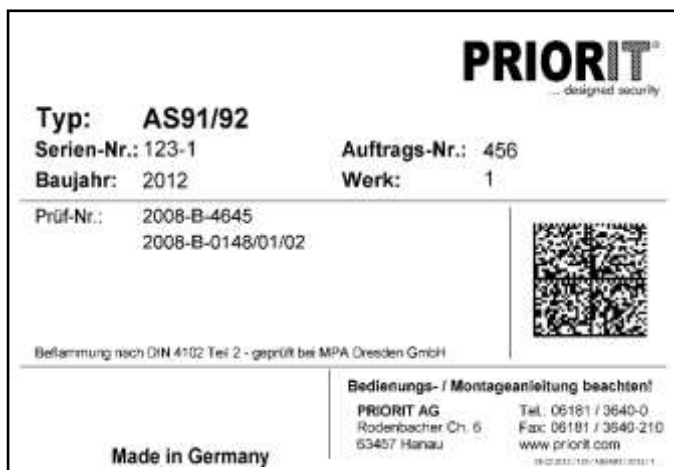 PRIORIT®
... designed security
Typ: AS91/92
Serien-Nr.: 123-1 Auftrags-Nr.: 456
Baujahr: 2012 Werk: 1
Prüf-Nr.: 2008-B-4645
2008-B-0148/01/02
Beflammung nach DIN 4102 Teil 2 - geprüft bei MPA Dresden GmbH
Bedienungs- / Montageanleitung beachten!
PRIORIT AG Tel.: 06181 / 3640-0
Rodenbacher Ch. 6 Fax: 06181 / 3640-210
63457 Hanau www.priorit.com
Made in Germany